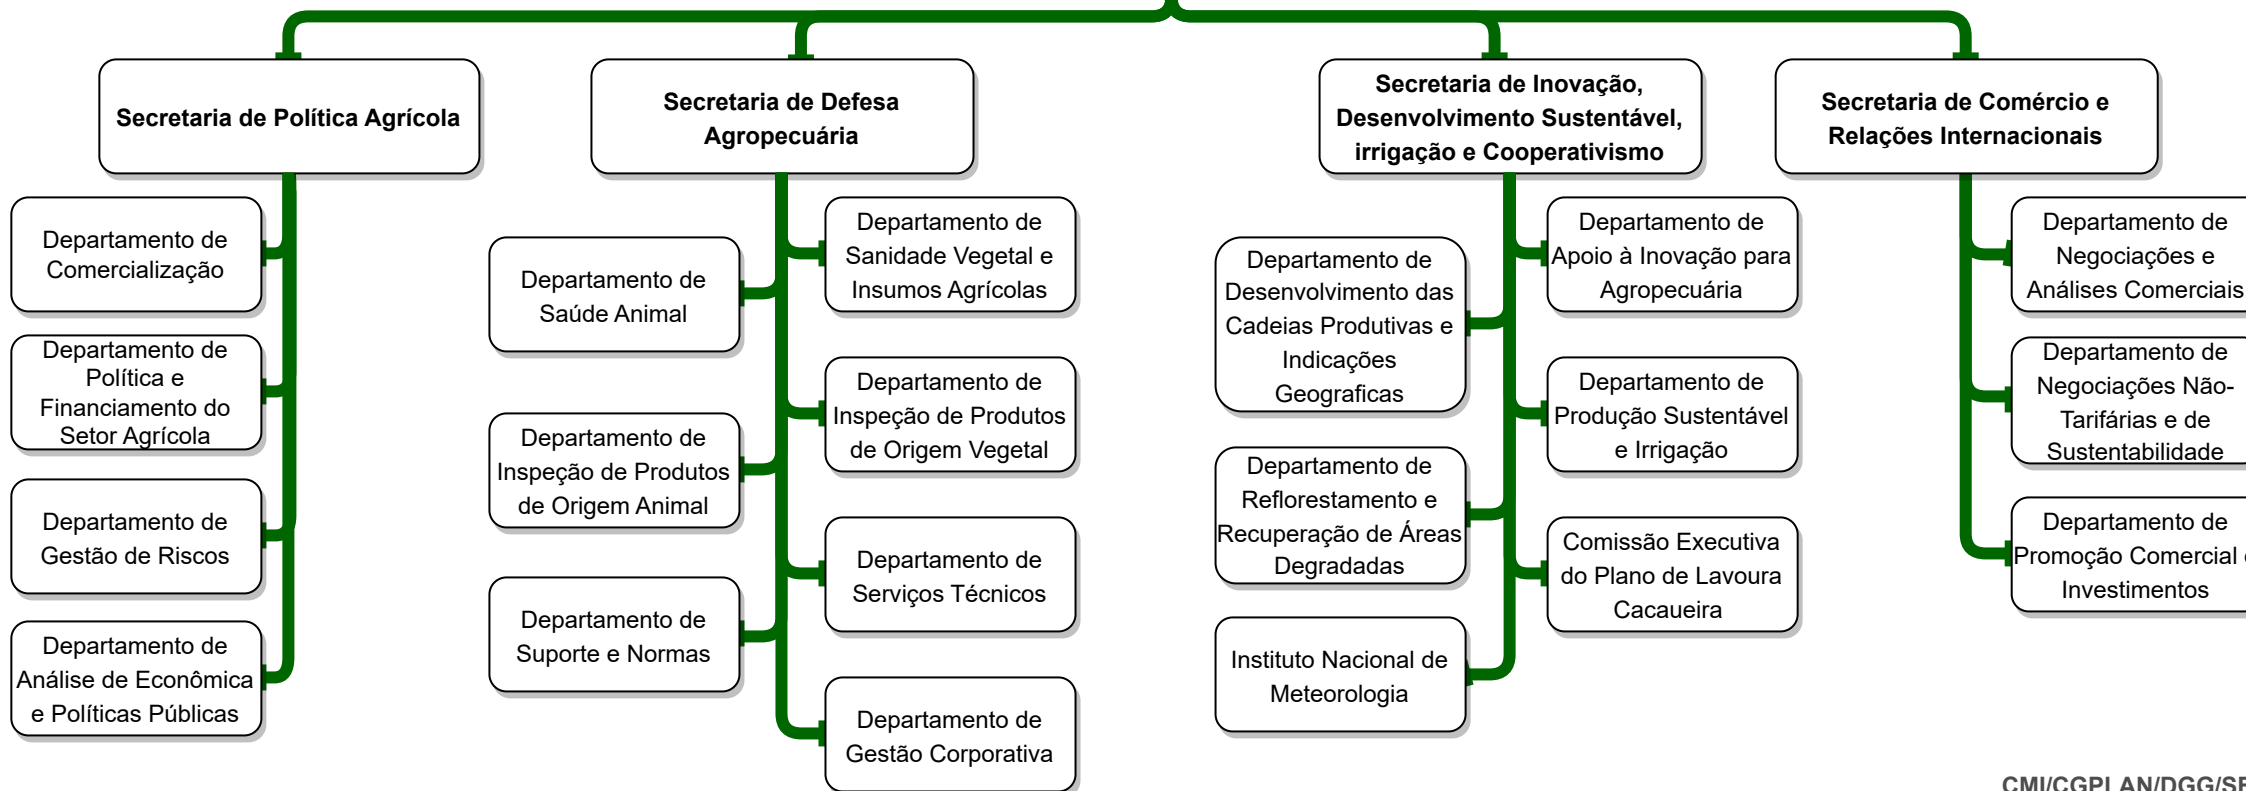 Secretaria de Política Agrícola
Departamento de
Comercialização
Departamento de
Política e
Financiamento do
Setor Agrícola
Departamento de
Gestão de Riscos
Departamento de
Análise de Econômica
e Políticas Públicas
Secretaria de Defesa
Agropecuária
Departamento de
Saúde Animal
Departamento de
Inspeção de Produtos
de Origem Animal
Departamento de
Suporte e Normas
Departamento de
Sanidade Vegetal e
Insumos Agrícolas
Departamento de
Inspeção de Produtos
de Origem Vegetal
Departamento de
Serviços Técnicos
Departamento de
Gestão Corporativa
Secretaria de Inovação,
Desenvolvimento Sustentável,
irrigação e Cooperativismo
Departamento de
Desenvolvimento das
Cadeias Produtivas e
Indicações
Geograficas
Departamento de
Reflorestamento e
Recuperação de Áreas
Degradadas
Instituto Nacional de
Meteorologia
Departamento de
Apoio à Inovação para
Agropecuária
Departamento de
Produção Sustentável
e Irrigação
Comissão Executiva
do Plano de Lavoura
Cacaueira
Secretaria de Comércio e
Relações Internacionais
Departamento de
Negociações e
Análises Comerciais
Departamento de
Negociações Não-
Tarifárias e de
Sustentabilidade
Departamento de
Promoção Comercial
Investimentos
CMI/CGPLAN/DGG/